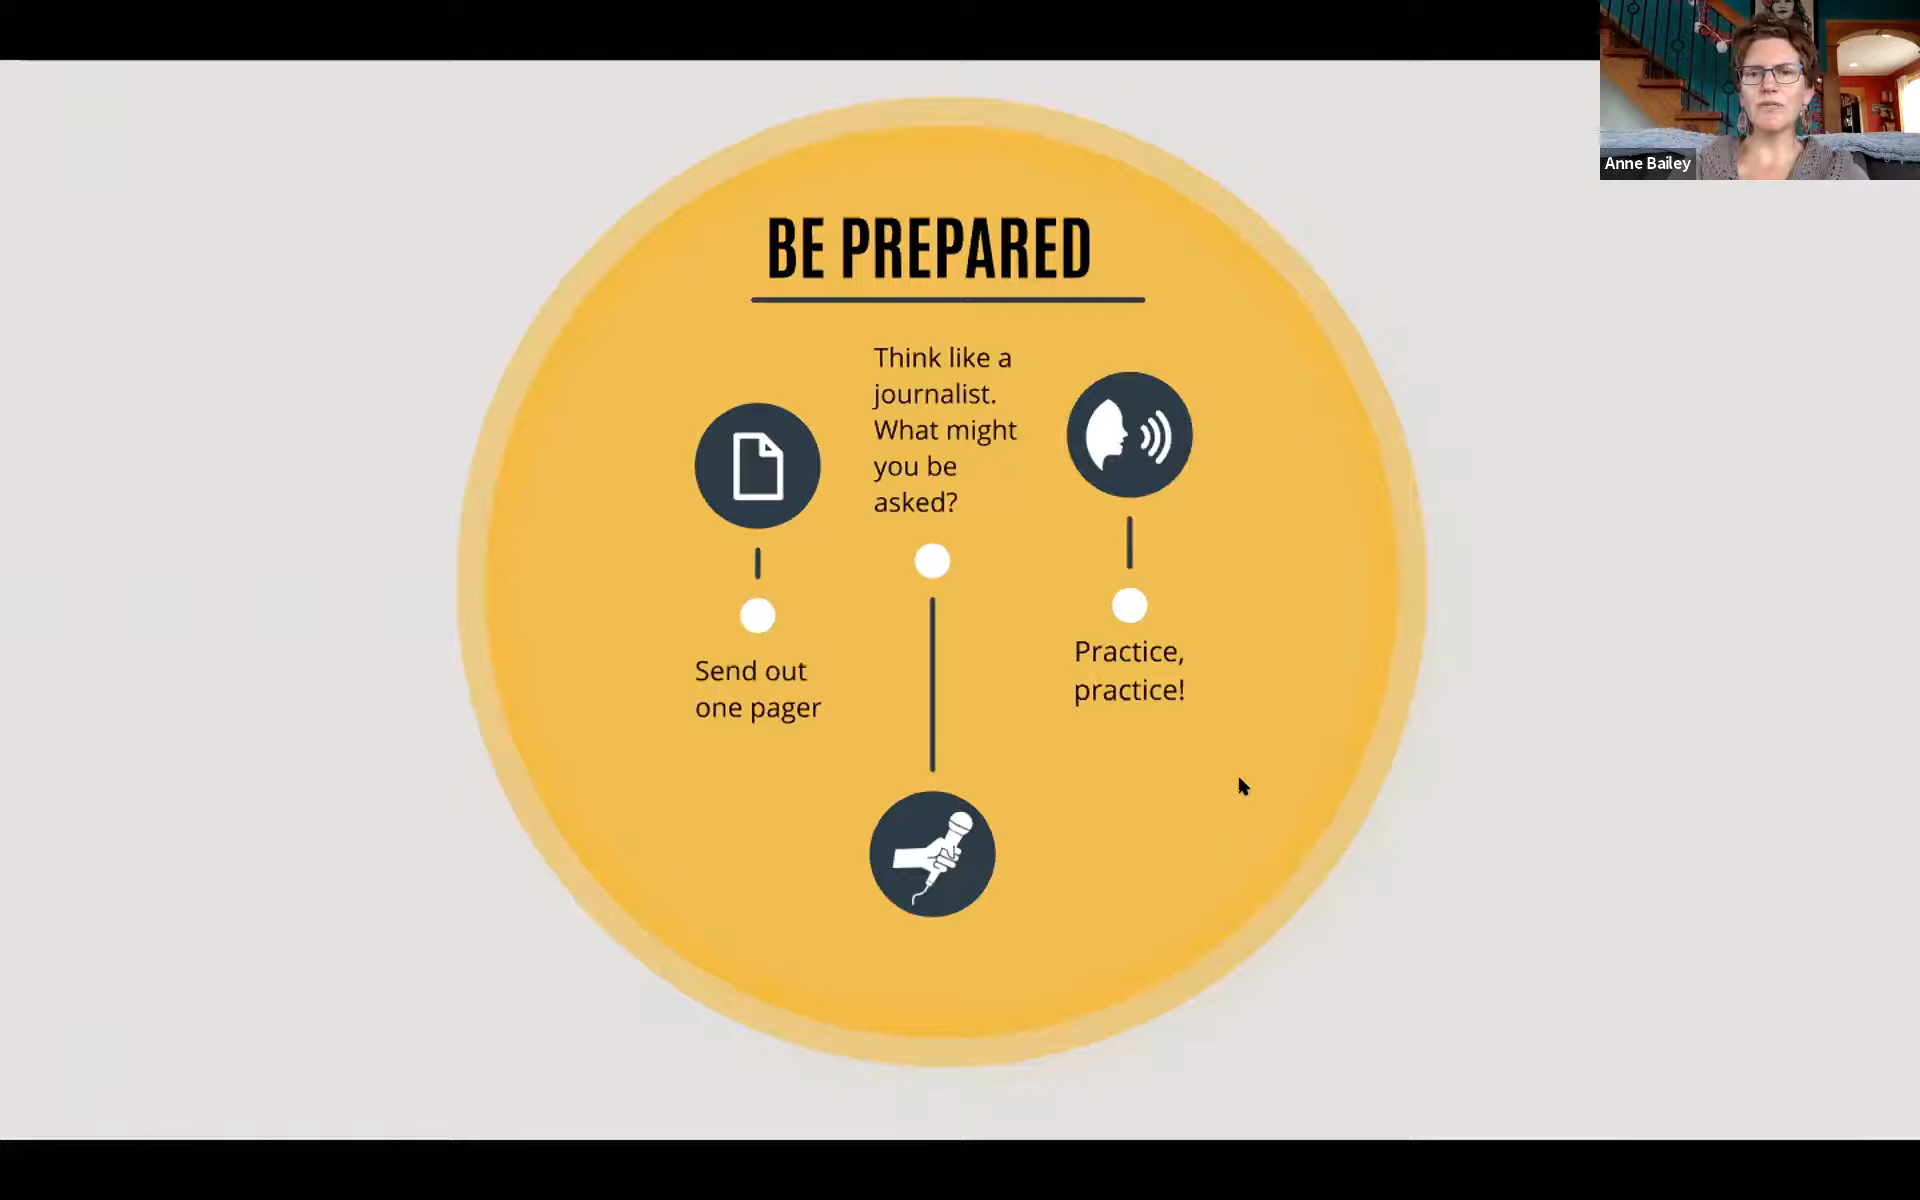 Anne Bailey
BE PREPARED
Think like a
journalist.
What might
you be
asked?
Send out
one pager
Practice,
practice!